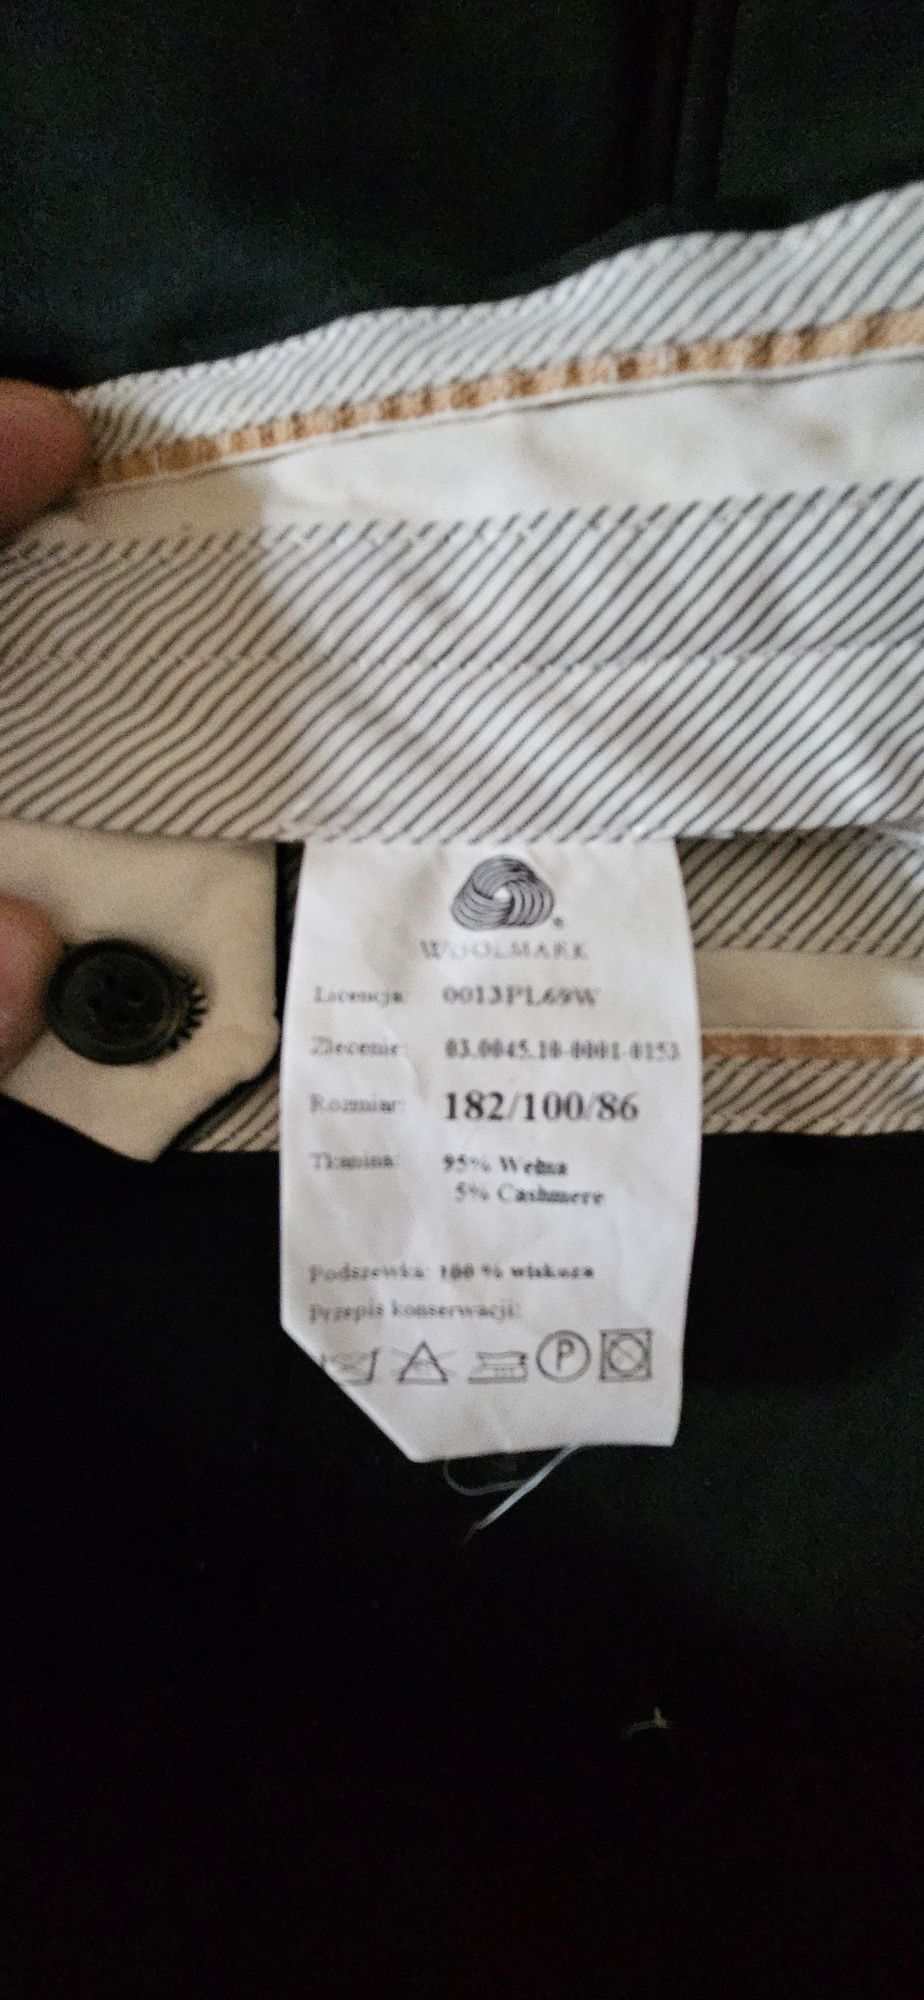 WOOLMARK
Licencja: 0013PL69W
Zlecenie: 03.0045.10-0001-0153
Rozmiar: 182/100/86
Tkanina: 95% Wełna
5% Cashmere
Podszewka: 100 % wiskoza
Przepis konserwacji:
P